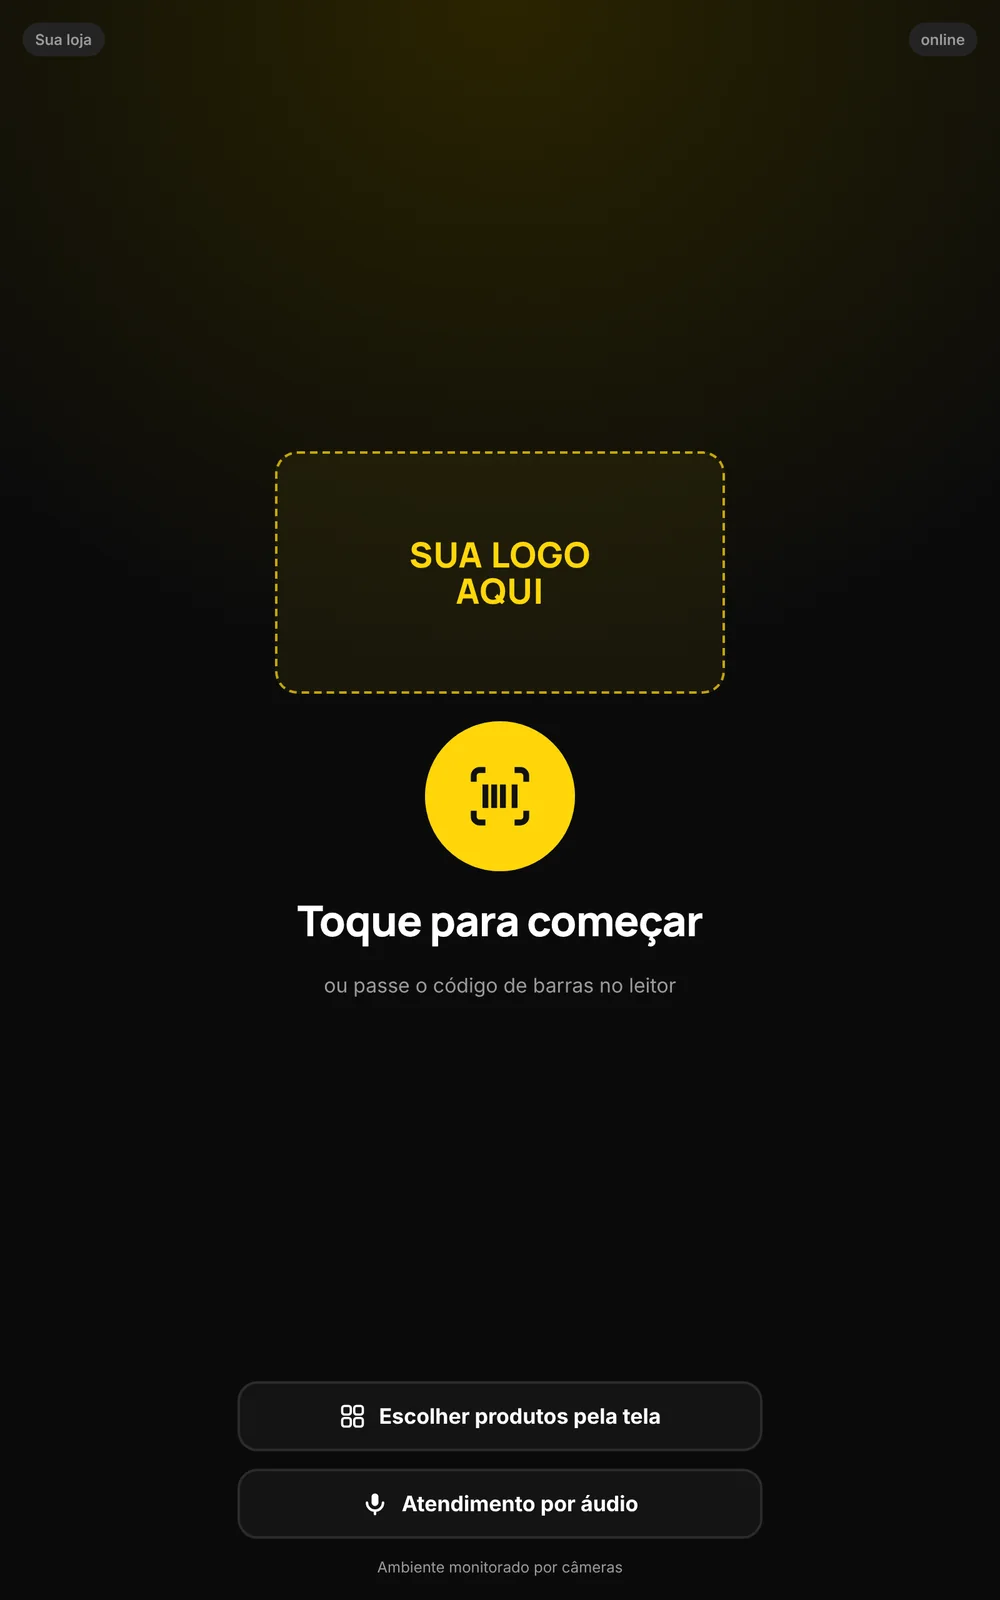 Sua loja
online
SUA LOGO
AQUI
Toque para começar
ou passe o código de barras no leitor
Escolher produtos pela tela
Atendimento por áudio
Ambiente monitorado por câmeras